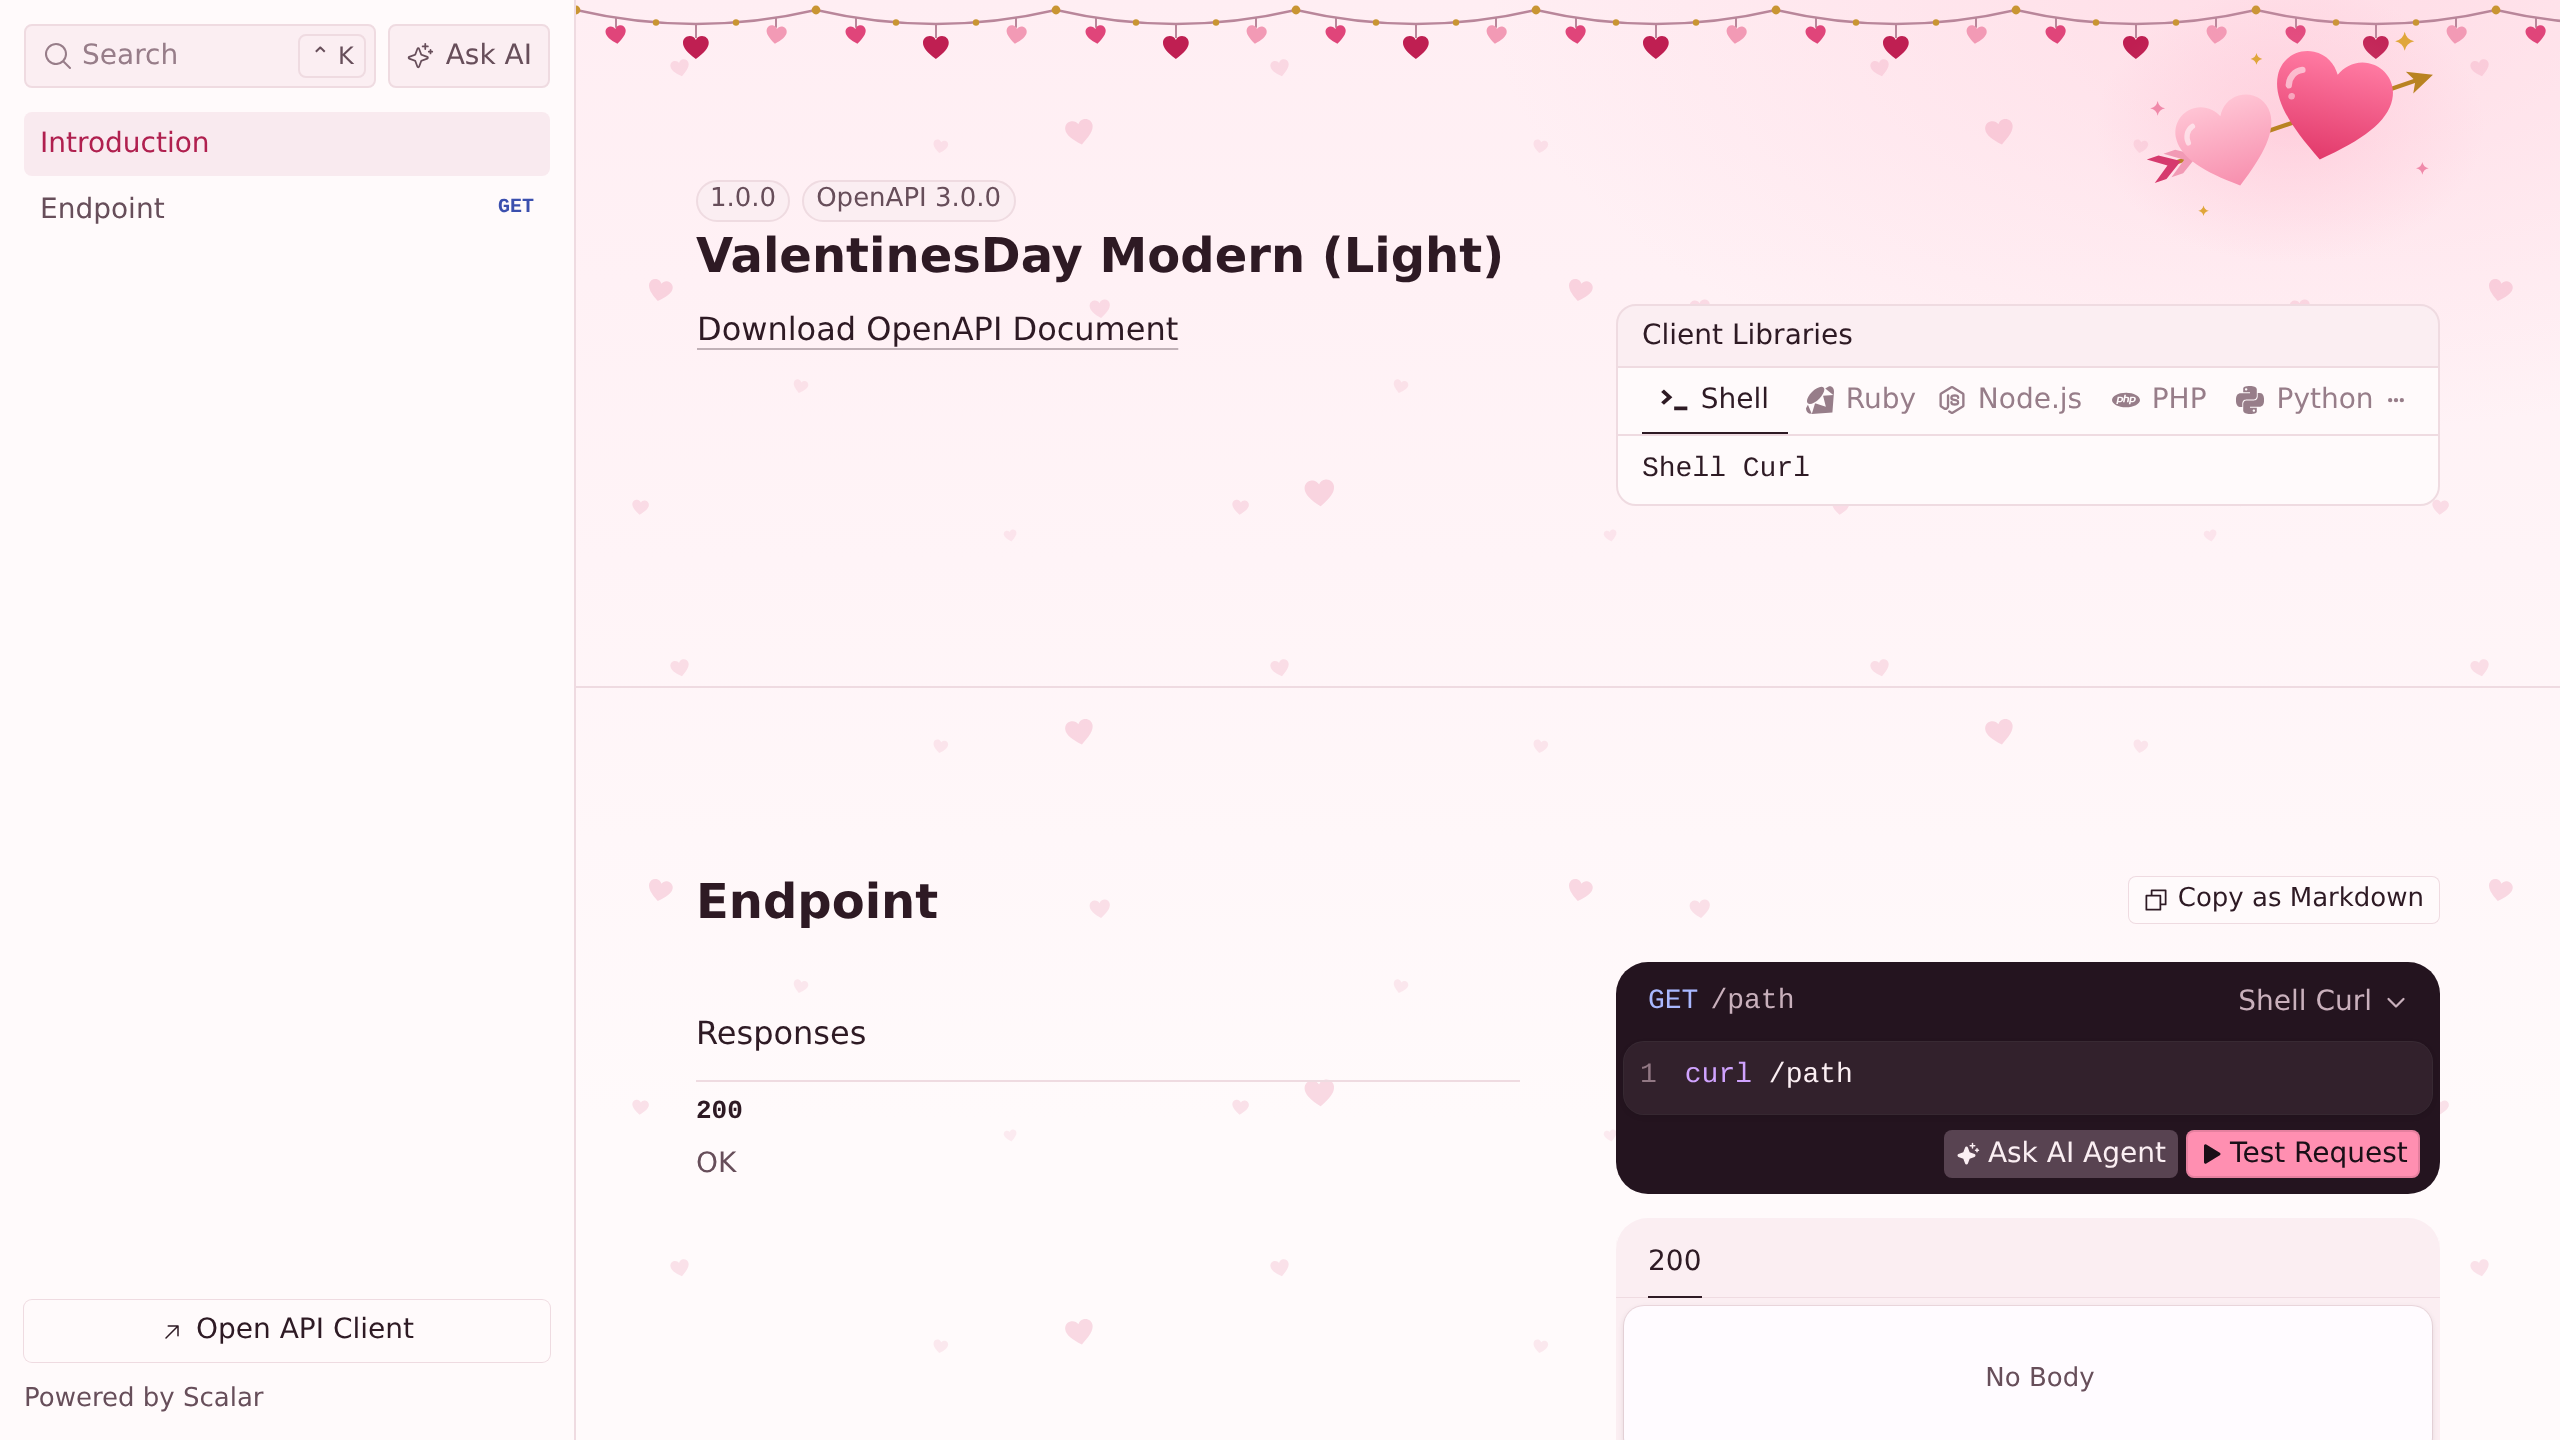 Search
⌃ K
Ask AI
Introduction
Endpoint
GET
Open API Client
Powered by Scalar
1.0.0
OpenAPI 3.0.0
ValentinesDay Modern (Light)
Download OpenAPI Document
Client Libraries
Shell
Ruby
Node.js
php
PHP
Python
Shell Curl
Endpoint
Copy as Markdown
Responses
200
OK
GET /path
Shell Curl
1 curl /path
Ask AI Agent
Test Request
200
No Body